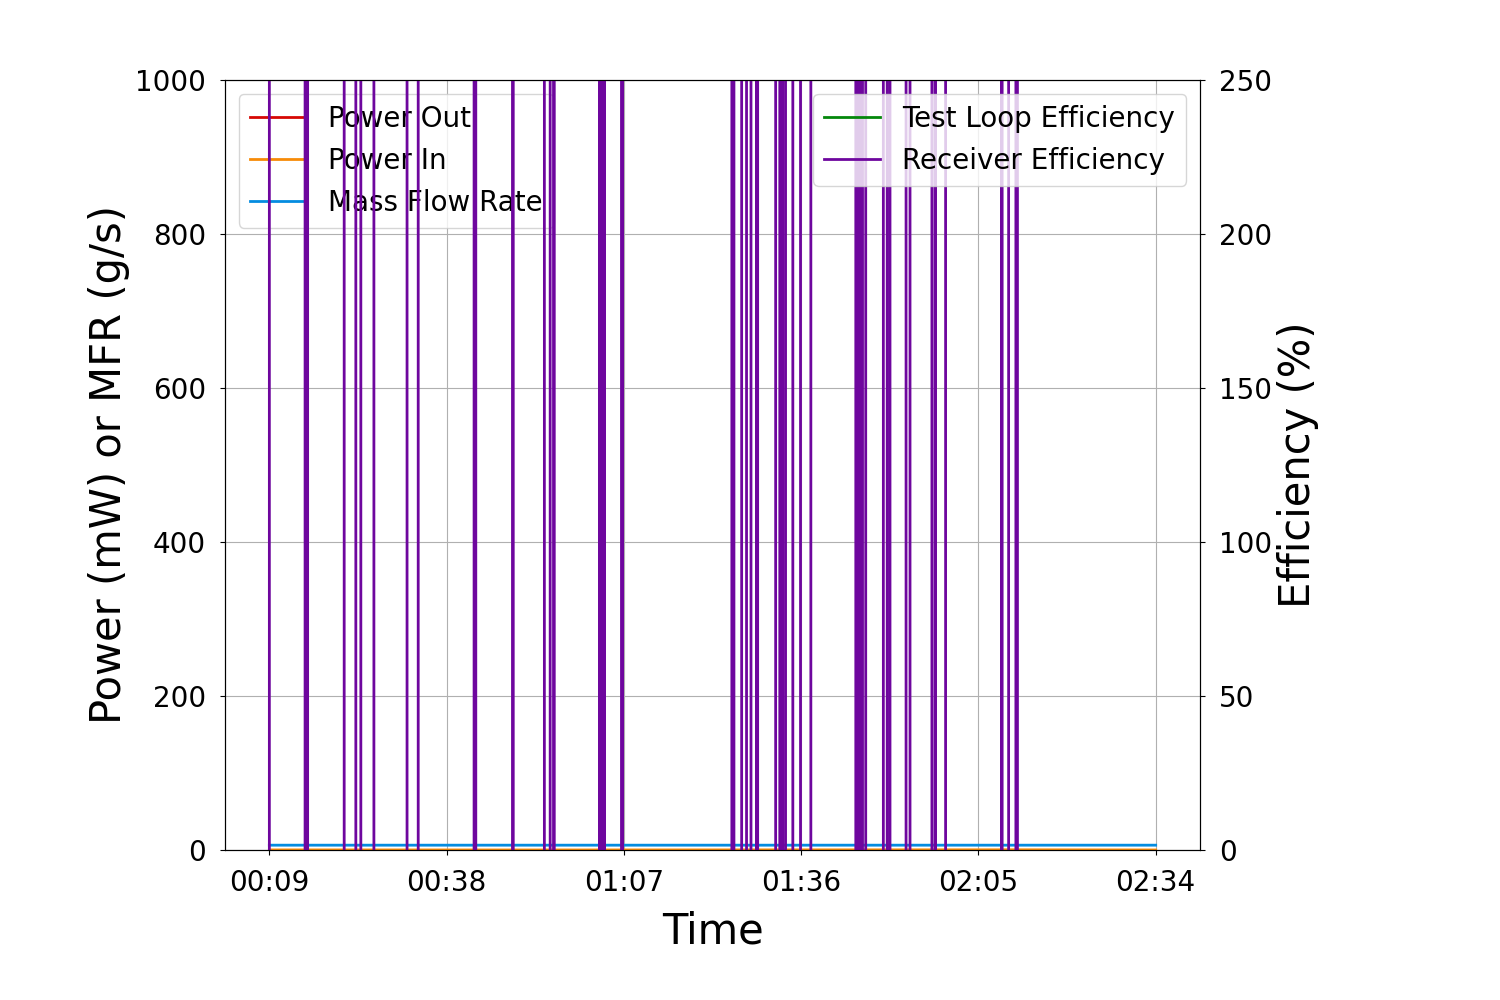 1000
800
600
400
200
0
Power (mW) or MFR (g/s)
Power Out
Power In
Mass Flow Rate
Test Loop Efficiency
Receiver Efficiency
250
200
150
100
50
0
Efficiency (%)
00:09 00:38 01:07 01:36 02:05 02:34
Time